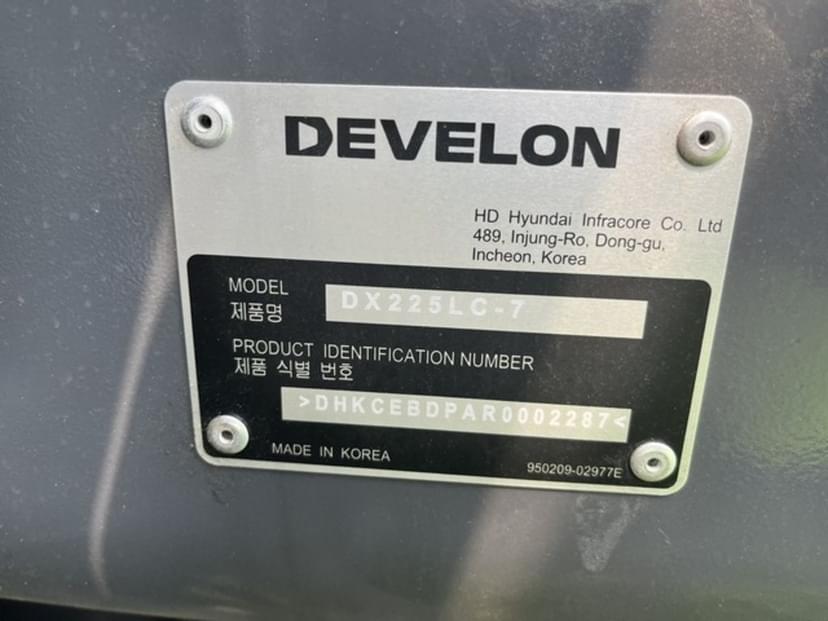 DEVELON
HD Hyundai Infracore Co. Ltd
489, Injung-Ro, Dong-gu,
Incheon, Korea
MODEL
제품명
DX225LC-7
PRODUCT IDENTIFICATION NUMBER
제품 식별 번호
>DHKCEBDPAR0002287<
MADE IN KOREA
950209-02977E